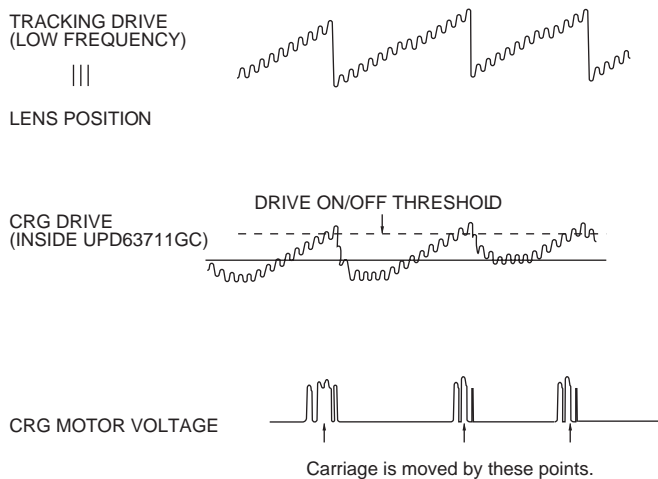 TRACKING DRIVE
(LOW FREQUENCY)
LENS POSITION
DRIVE ON/OFF THRESHOLD
CRG DRIVE
(INSIDE UPD63711GC)
CRG MOTOR VOLTAGE
Carriage is moved by these points.